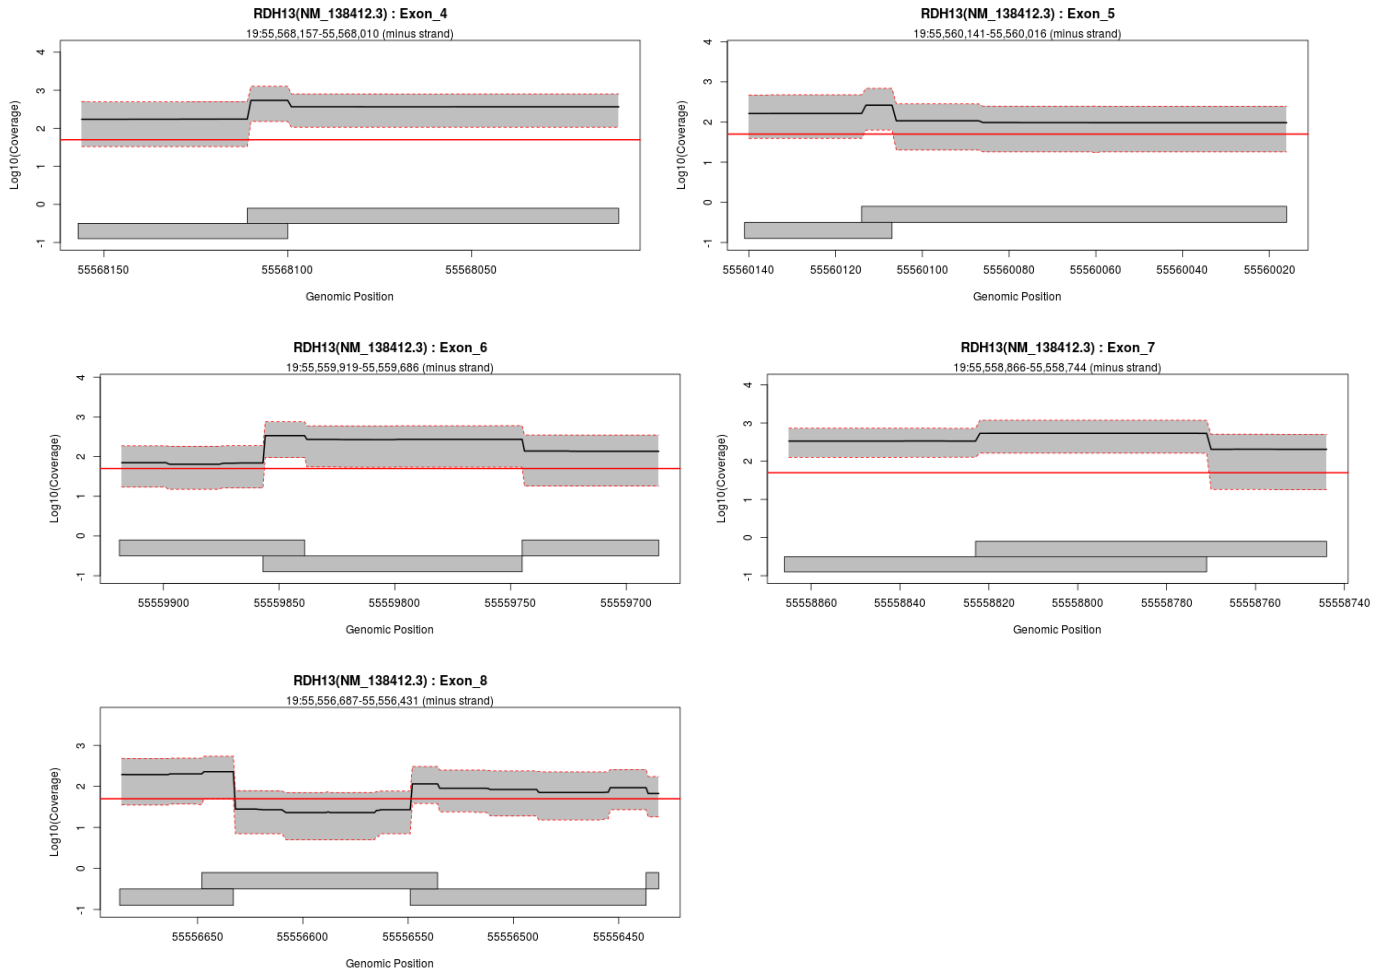 RDH13(NM_138412.3) : Exon_4
19:55,568,157-55,568,010 (minus strand)
Log10(Coverage)
4
3
2
1
0
-1
55568150 55568100 55568050
Genomic Position
RDH13(NM_138412.3) : Exon_5
19:55,560,141-55,560,016 (minus strand)
Log10(Coverage)
4
3
2
1
0
-1
55560140 55560120 55560100 55560080 55560060 55560040 55560020
Genomic Position
RDH13(NM_138412.3) : Exon_6
19:55,559,919-55,559,686 (minus strand)
Log10(Coverage)
4
3
2
1
0
-1
55559900 55559850 55559800 55559750 55559700
Genomic Position
RDH13(NM_138412.3) : Exon_7
19:55,558,866-55,558,744 (minus strand)
Log10(Coverage)
4
3
2
1
0
-1
55558860 55558840 55558820 55558800 55558780 55558760 55558740
Genomic Position
RDH13(NM_138412.3) : Exon_8
19:55,556,687-55,556,431 (minus strand)
Log10(Coverage)
3
2
1
0
-1
55556650 55556600 55556550 55556500 55556450
Genomic Position